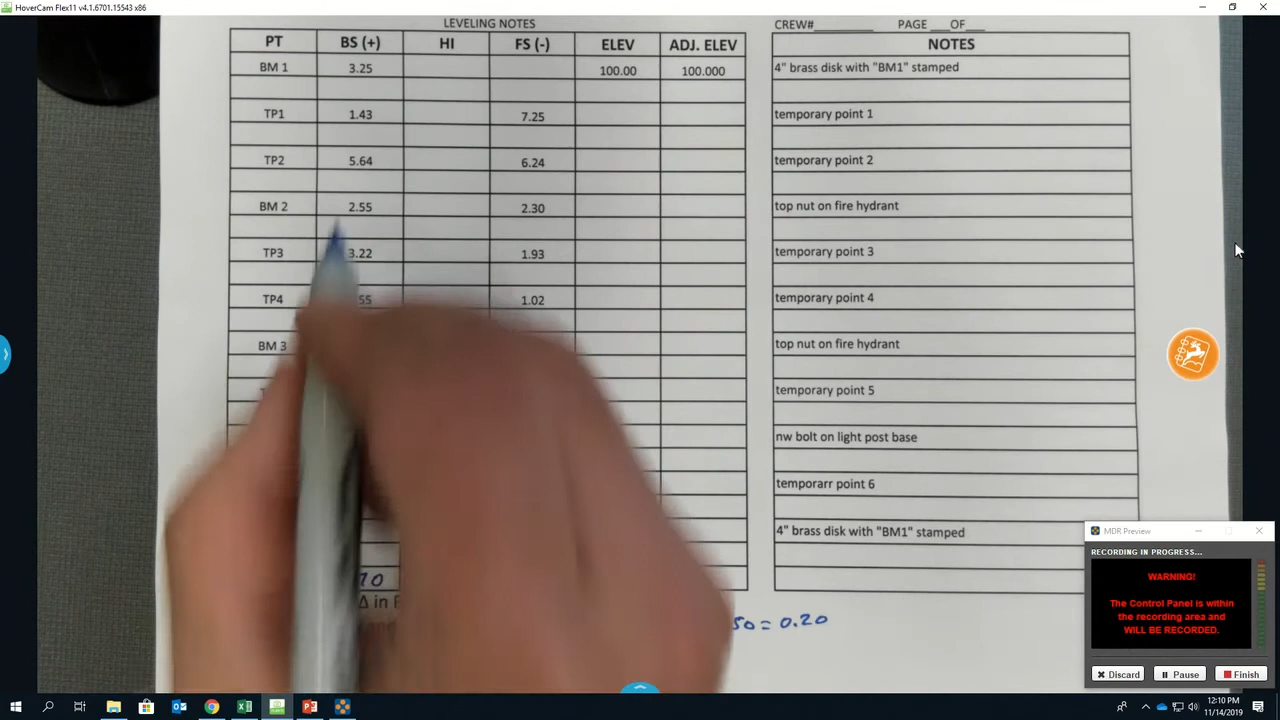 HoverCam Flex11 v4.1.6701.15543 x86
LEVELING NOTES
CREW#________ PAGE ___OF___
PT BS (+) HI FS (-) ELEV ADJ. ELEV NOTES
BM 1 3.25 100.00 100.000 4" brass disk with "BM1" stamped
TP1 1.43 7.25 temporary point 1
TP2 5.64 6.24 temporary point 2
BM 2 2.55 2.30 top nut on fire hydrant
TP3 3.22 1.93 temporary point 3
TP4 55 1.02 temporary point 4
BM 3 top nut on fire hydrant
temporary point 5
nw bolt on light post base
temporarr point 6
4" brass disk with "BM1" stamped
70
Δ in
50 = 0.20
MDR Preview
RECORDING IN PROGRESS...
WARNING!
The Control Panel is within
the recording area and
WILL BE RECORDED.
Discard Pause Finish
12:10 PM
11/14/2019